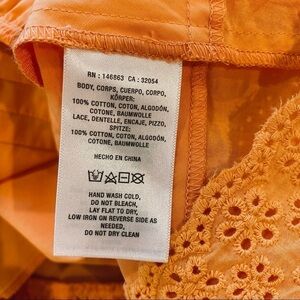 RN : 146863 CA : 32054
BODY, CORPS, CUERPO, CORPO,
KÖRPER:
100% COTTON, COTON, ALGODÓN,
COTONE, BAUMWOLLE
LACE, DENTELLE, ENCAJE, PIZZO,
SPITZE:
100% COTTON, COTON, ALGODÓN,
COTONE, BAUMWOLLE
HECHO EN CHINA
HAND WASH COLD,
DO NOT BLEACH,
LAY FLAT TO DRY,
LOW IRON ON REVERSE SIDE AS
NEEDED,
DO NOT DRY CLEAN